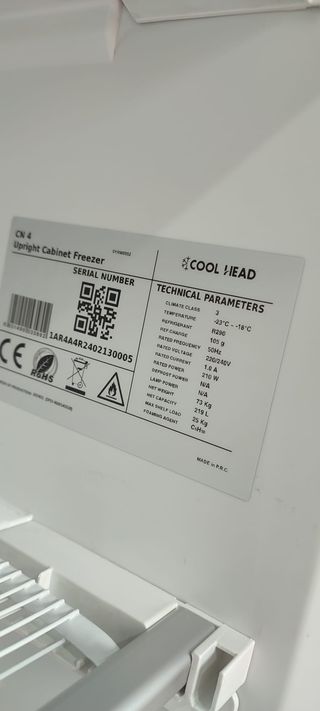 CN 4
Upright Cabinet Freezer
SERIAL NUMBER
1AR4A4R2402130005
CE
RoHS
COOL HEAD
TECHNICAL PARAMETERS
CLIMATE CLASS 3
TEMPERATURE -23°C ~ -18°C
REFRIGERANT R290
REF.CHARGE 105 g
RATED FREQUENCY 50Hz
RATED VOLTAGE 220/240V
RATED CURRENT 1.6 A
RATED POWER 210 W
DEFROST POWER N/A
LAMP POWER N/A
NET WEIGHT 73 Kg
NET CAPACITY 219 L
MAX SHELF LOAD 25 Kg
FOAMING AGENT C₅H₁₀
MADE in P.R.C.